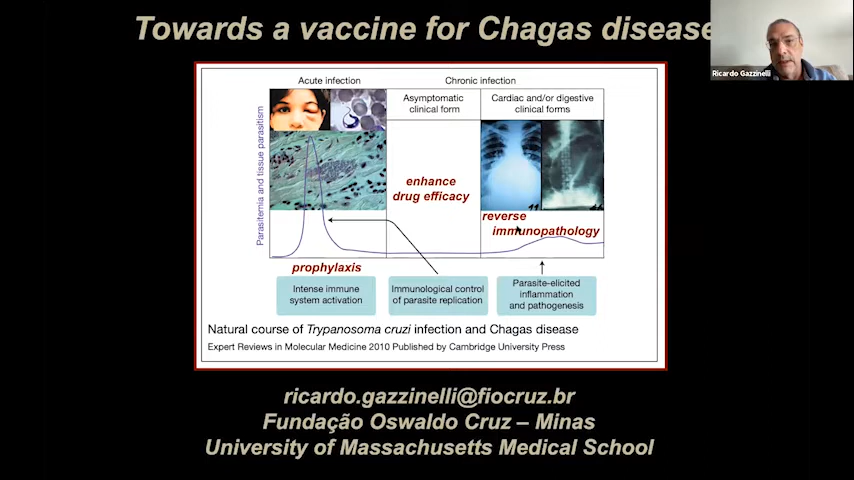 Towards a vaccine for Chagas disease
Ricardo Gazzinelli
Acute infection
Chronic infection
Asymptomatic
clinical form
Cardiac and/or digestive
clinical forms
Parasitemia and tissue parasitism
enhance
drug efficacy
reverse
immunopathology
prophylaxis
Intense immune
system activation
Immunological control
of parasite replication
Parasite-elicited
inflammation
and pathogenesis
Natural course of Trypanosoma cruzi infection and Chagas disease
Expert Reviews in Molecular Medicine 2010 Published by Cambridge University Press
ricardo.gazzinelli@fiocruz.br
Fundação Oswaldo Cruz – Minas
University of Massachusetts Medical School